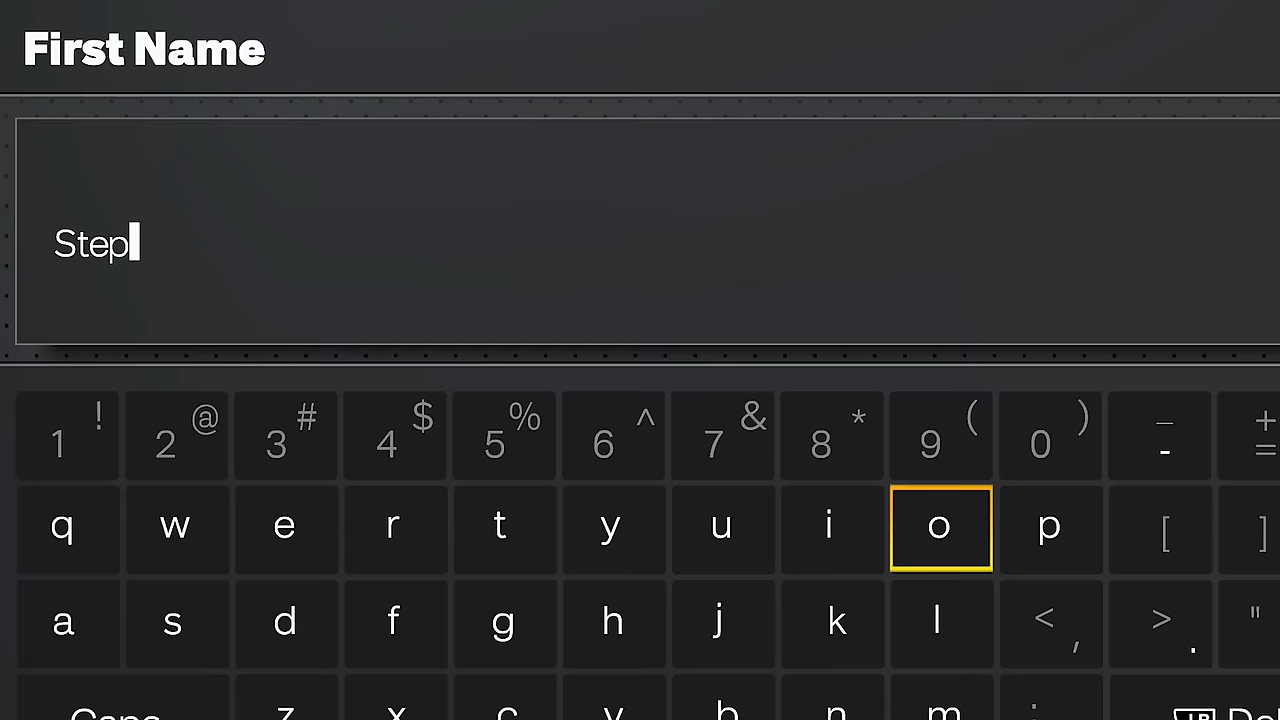 First Name
Step
! @ # $ % ^ & * ( ) _ +
1 2 3 4 5 6 7 8 9 0 - =
q w e r t y u i o p [ ]
a s d f g h j k l < , > . "
z x c v b n m